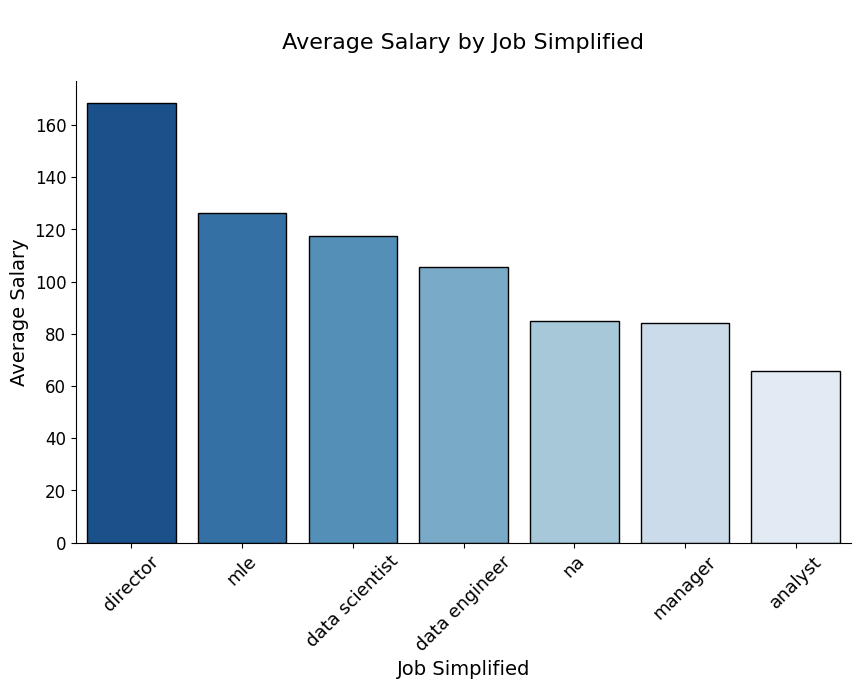 Average Salary by Job Simplified
Average Salary
160
140
120
100
80
60
40
20
0
director
mle
data scientist
data engineer
na
manager
analyst
Job Simplified